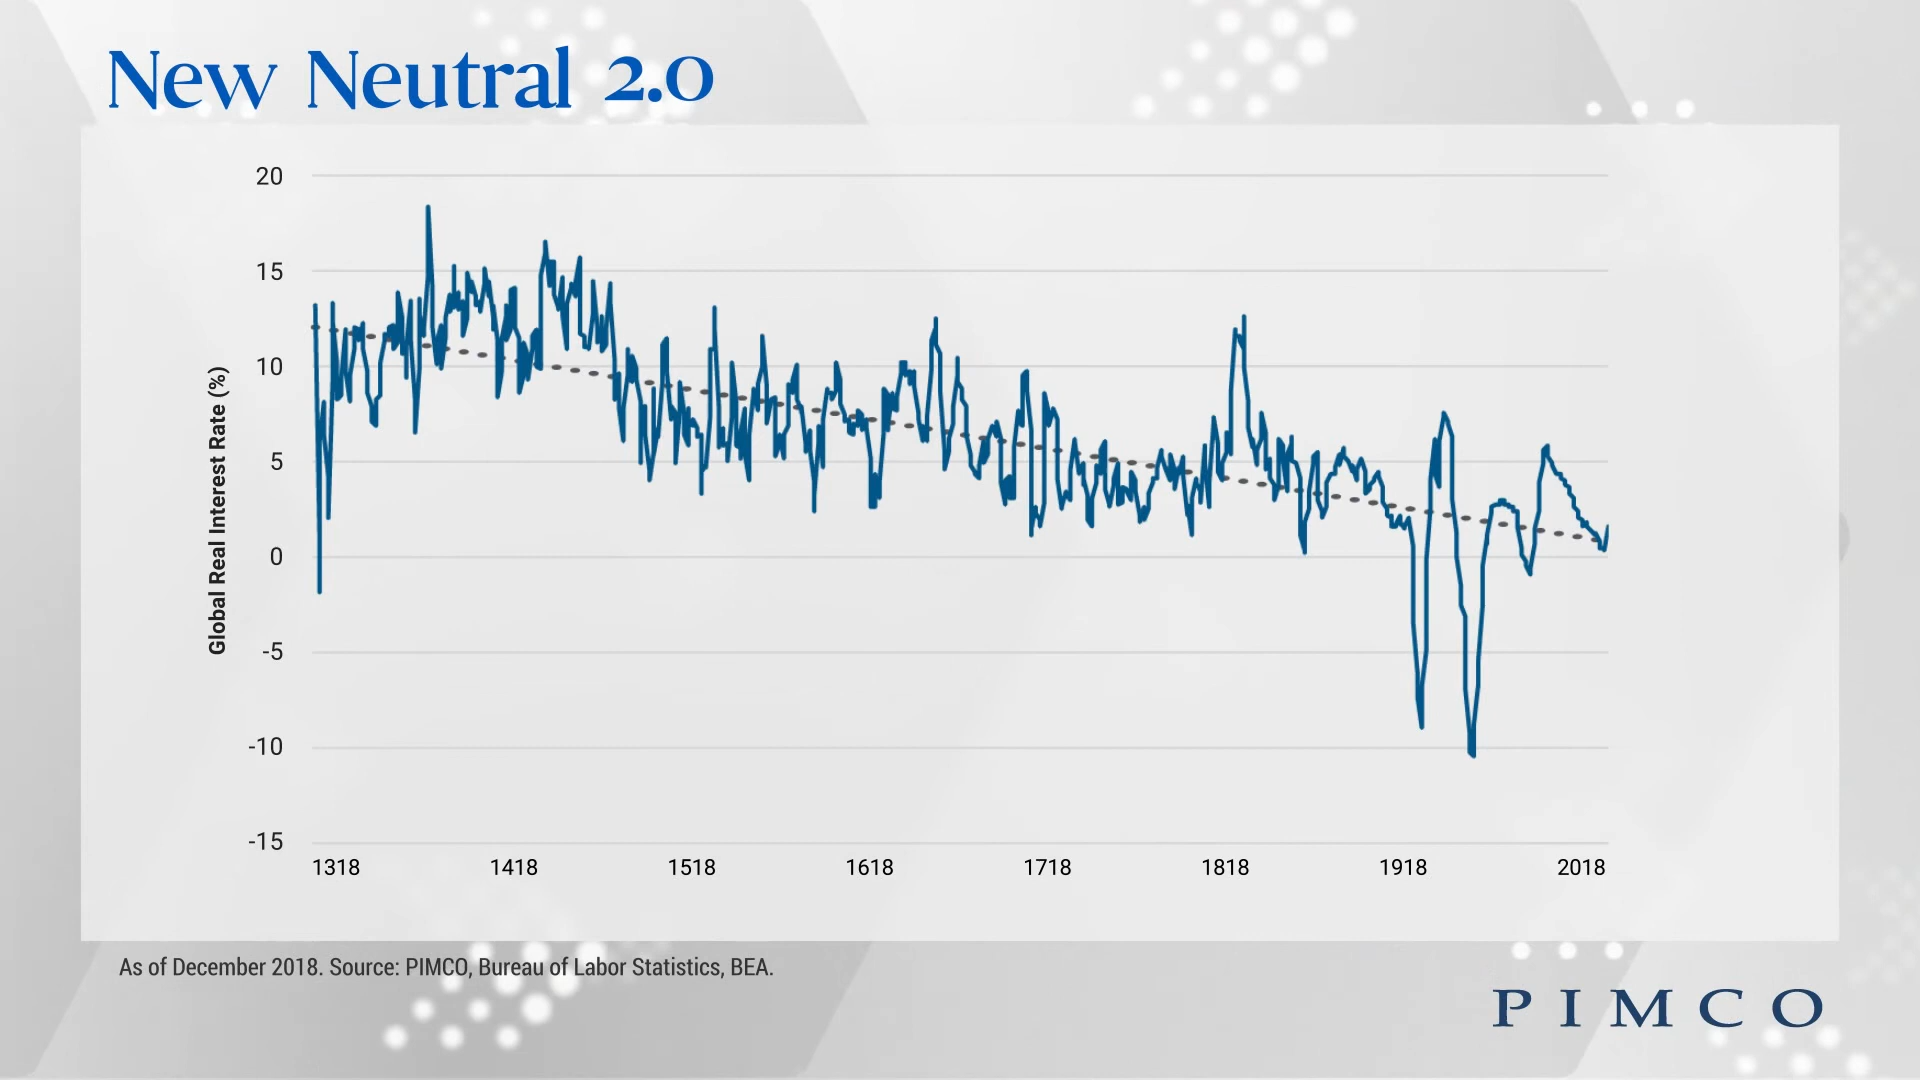 New Neutral 2.0
20
15
10
5
0
-5
-10
-15
Global Real Interest Rate (%)
1318 1418 1518 1618 1718 1818 1918 2018
As of December 2018. Source: PIMCO, Bureau of Labor Statistics, BEA.
PIMCO